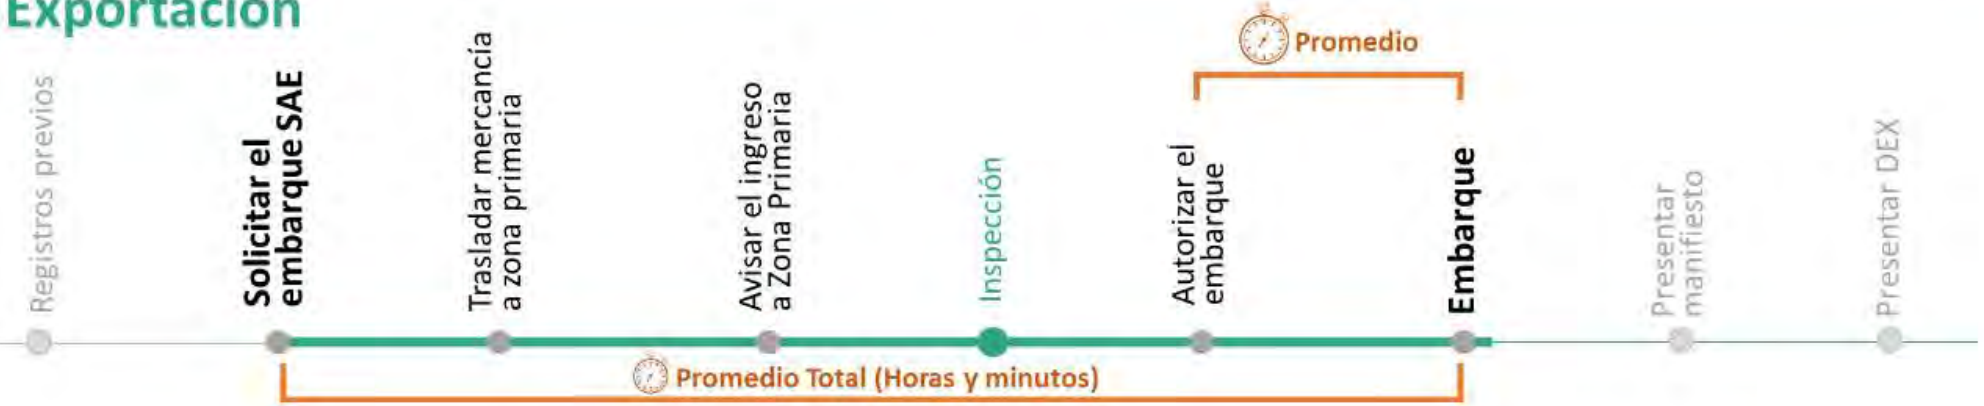 Exportación
Promedio
Registros previos
Solicitar el
embarque SAE
Trasladar mercancía
a zona primaria
Avisar el ingreso
a Zona Primaria
Inspección
Autorizar el
embarque
Embarque
Presentar
manifiesto
Presentar DEX
Promedio Total (Horas y minutos)